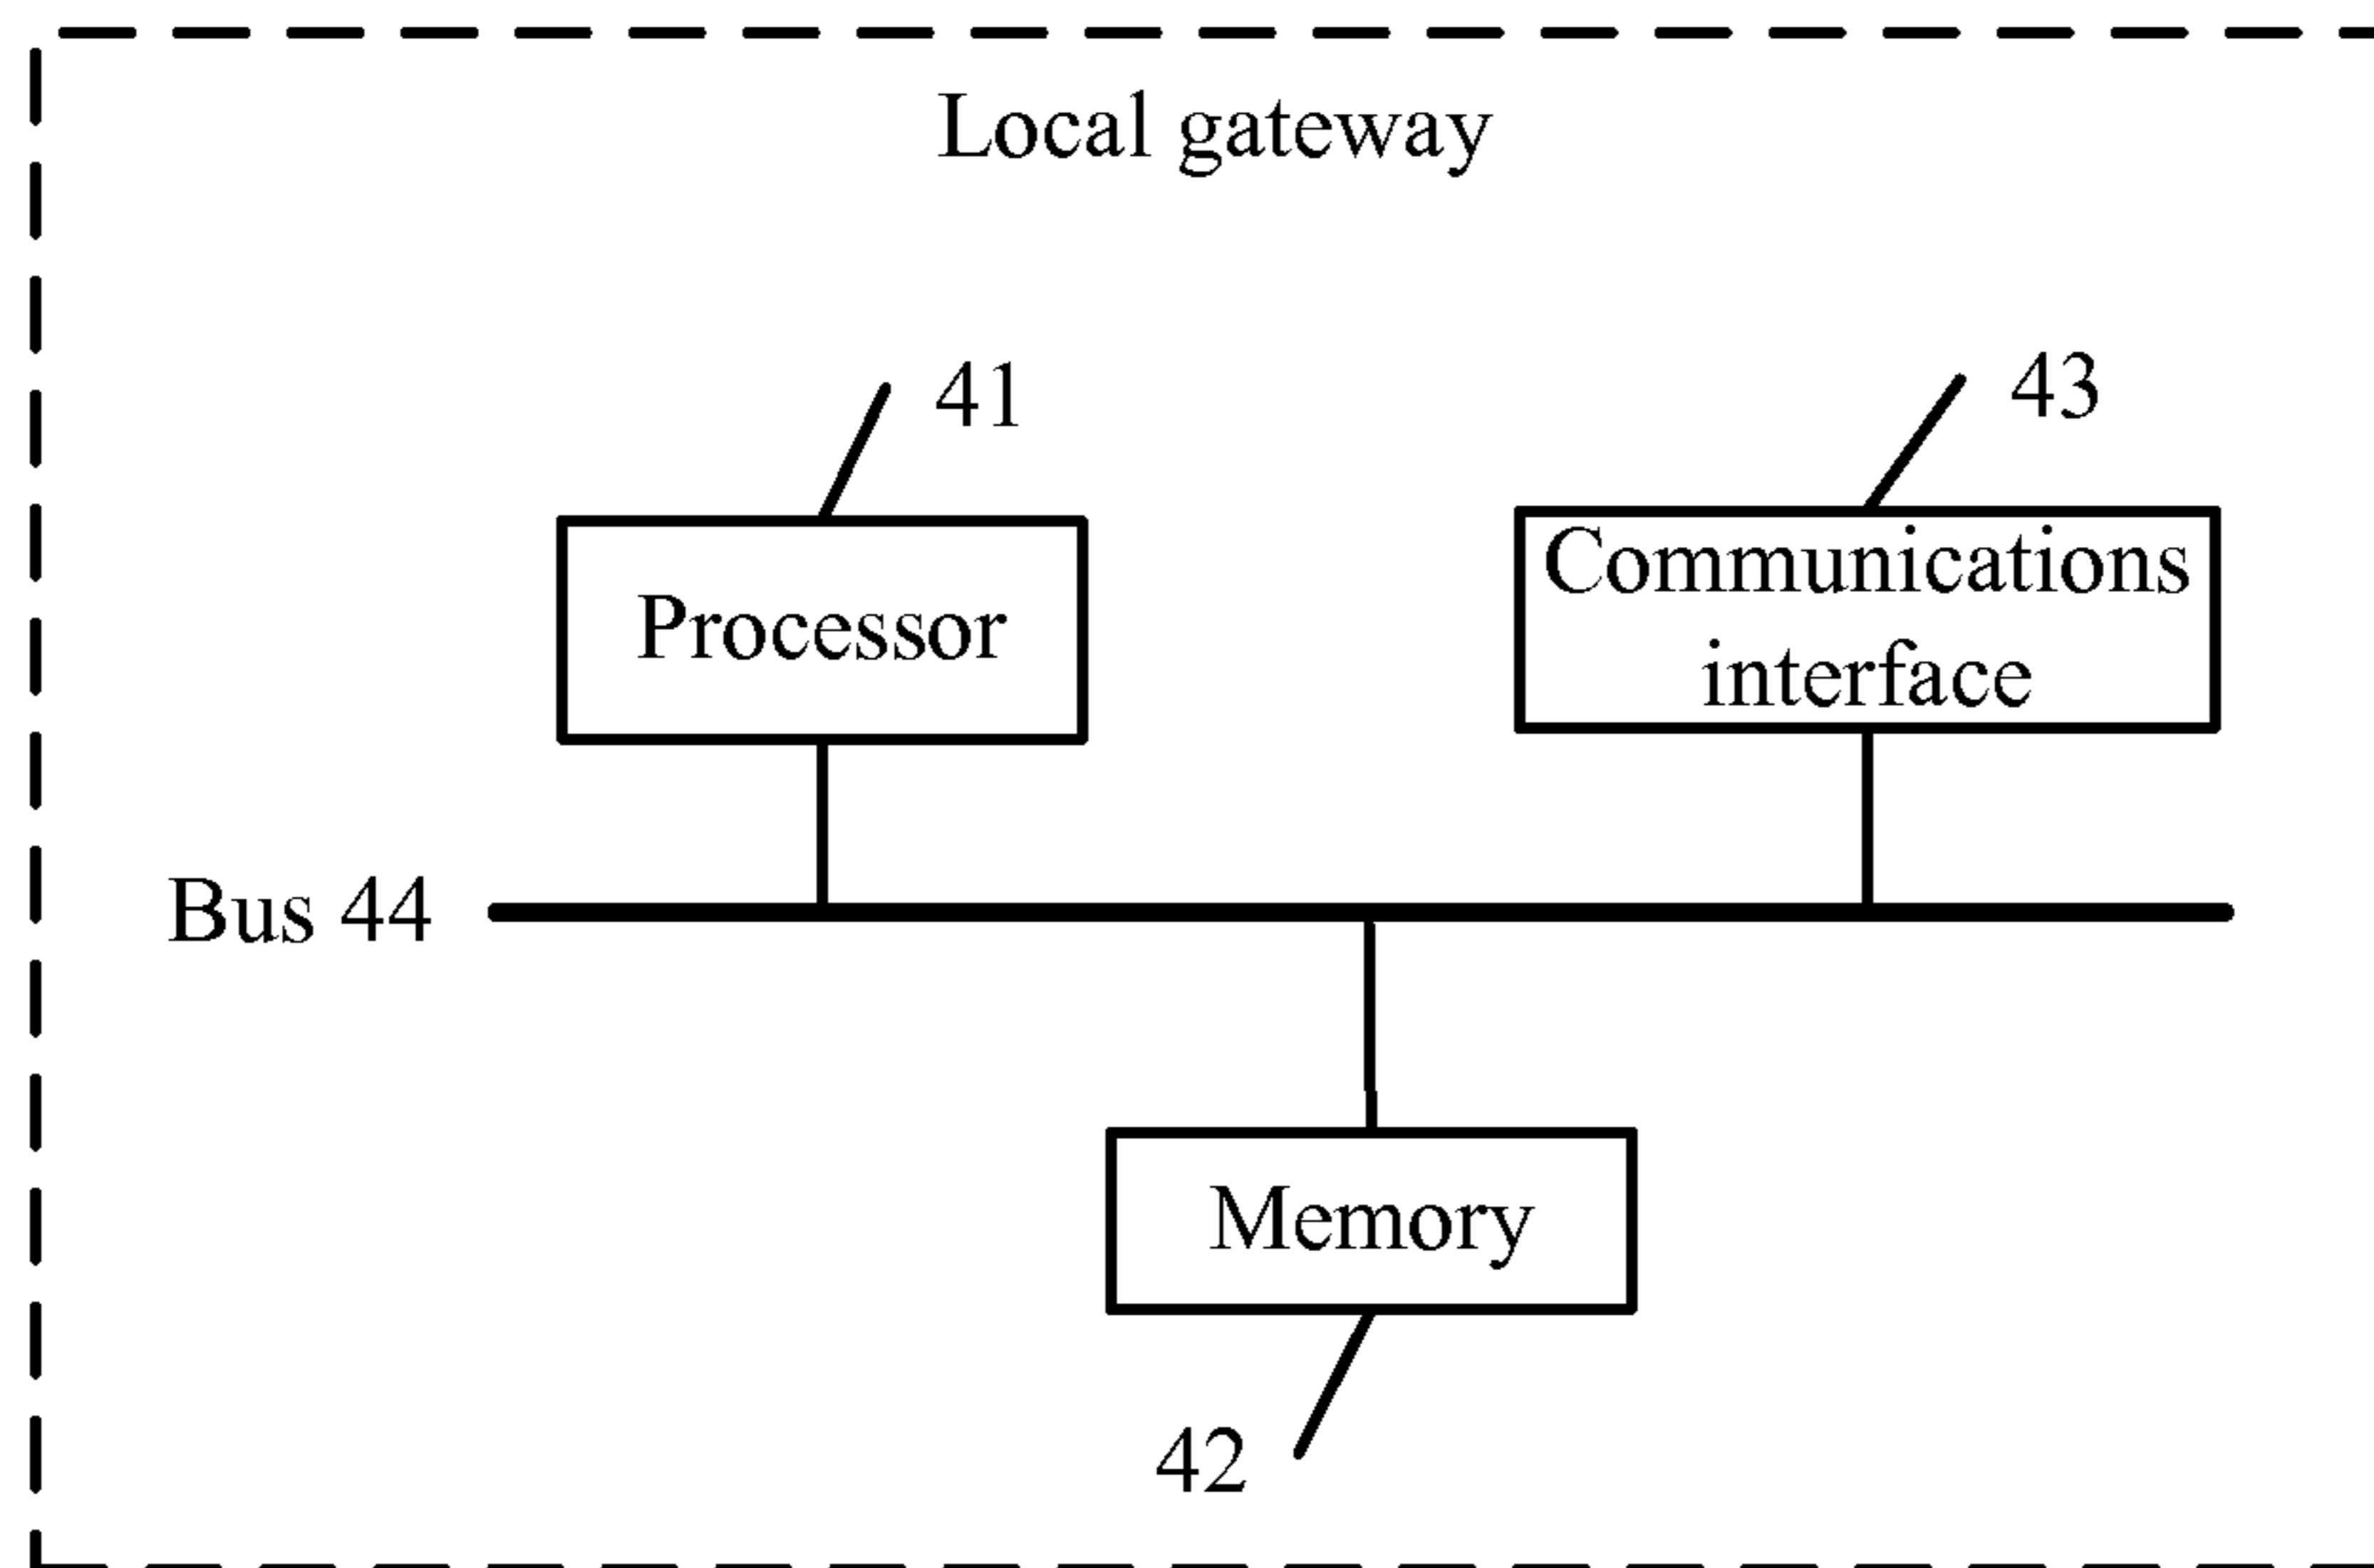 Local gateway
41
43
Processor
Communications
interface
Bus 44
Memory
42